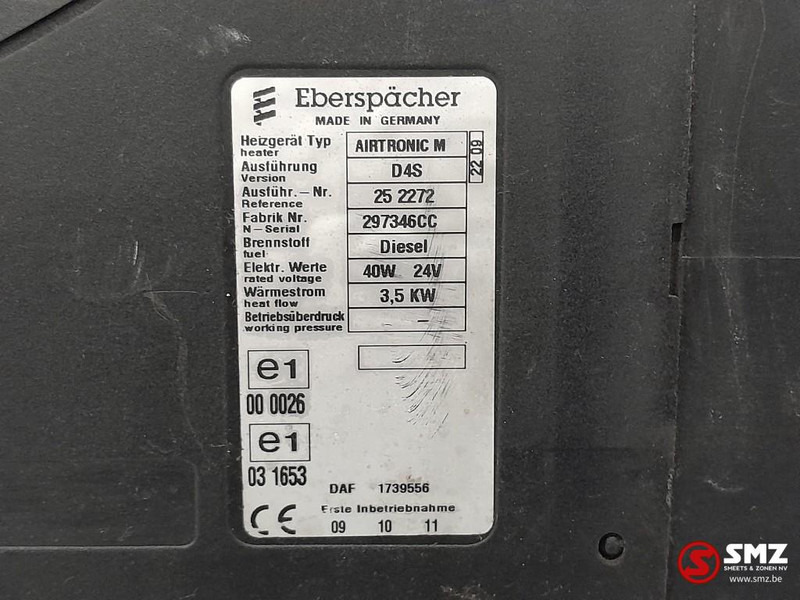 Eberspächer
MADE IN GERMANY
Heizgerät Typ AIRTRONIC M
heater
22 09
Ausführung D4S
Version
Ausführ.-Nr. 25 2272
Reference
Fabrik Nr. 297346CC
N-Serial
Brennstoff Diesel
fuel
Elektr. Werte 40W 24V
rated voltage
Wärmestrom 3,5 KW
heat flow
Betriebsüberdruck –
working pressure
e1
00 0026
e1
03 1653
DAF 1739556
CE Erste Inbetriebnahme
09 10 11
SMZ
SMEETS & ZONEN NV
www.smz.be